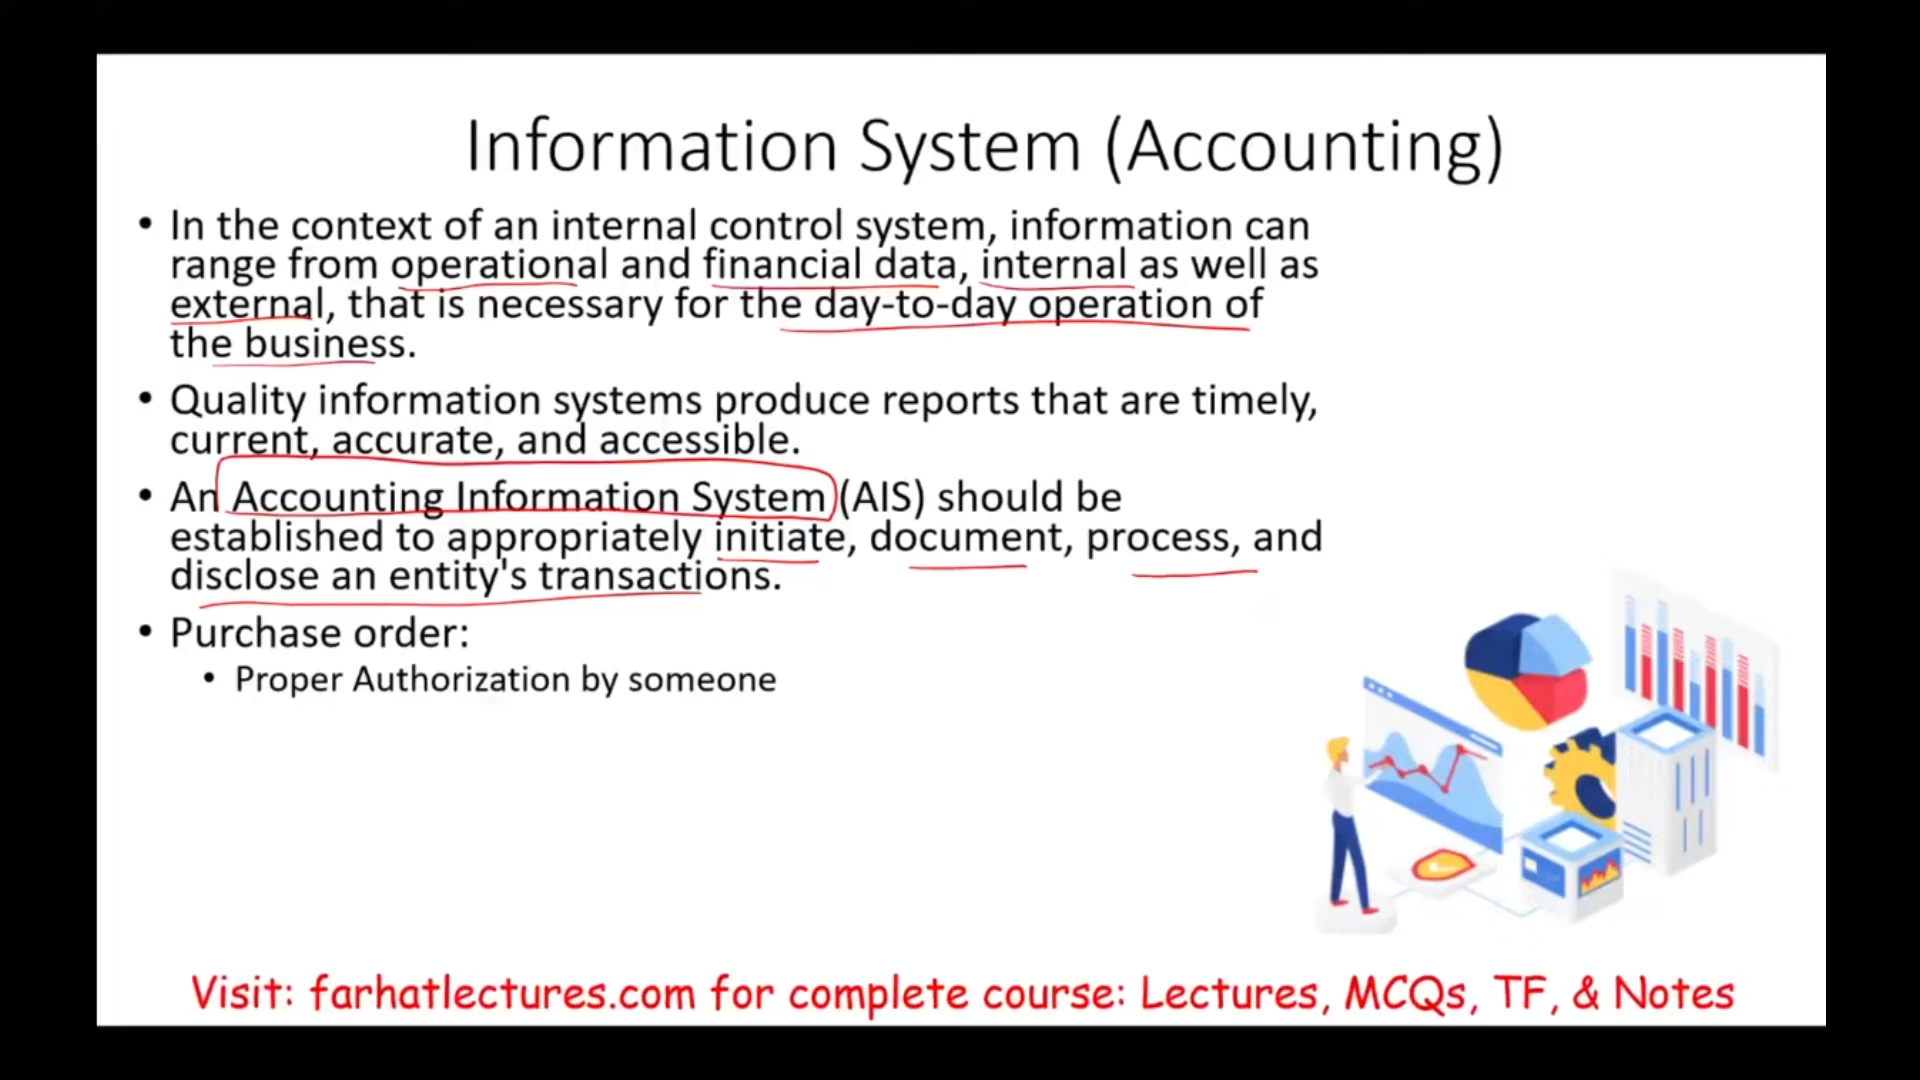 Information System (Accounting)
• In the context of an internal control system, information can
range from operational and financial data, internal as well as
external, that is necessary for the day-to-day operation of
the business.
• Quality information systems produce reports that are timely,
current, accurate, and accessible.
• An Accounting Information System (AIS) should be
established to appropriately initiate, document, process, and
disclose an entity's transactions.
• Purchase order:
• Proper Authorization by someone
Visit: farhatlectures.com for complete course: Lectures, MCQs, TF, & Notes